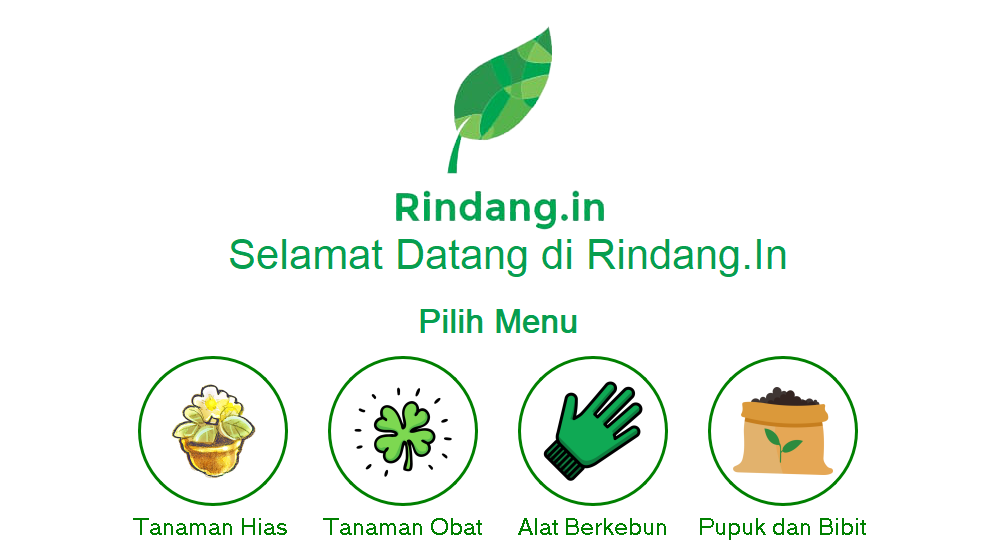 Rindang.in
Selamat Datang di Rindang.In
Pilih Menu
Tanaman Hias
Tanaman Obat
Alat Berkebun
Pupuk dan Bibit